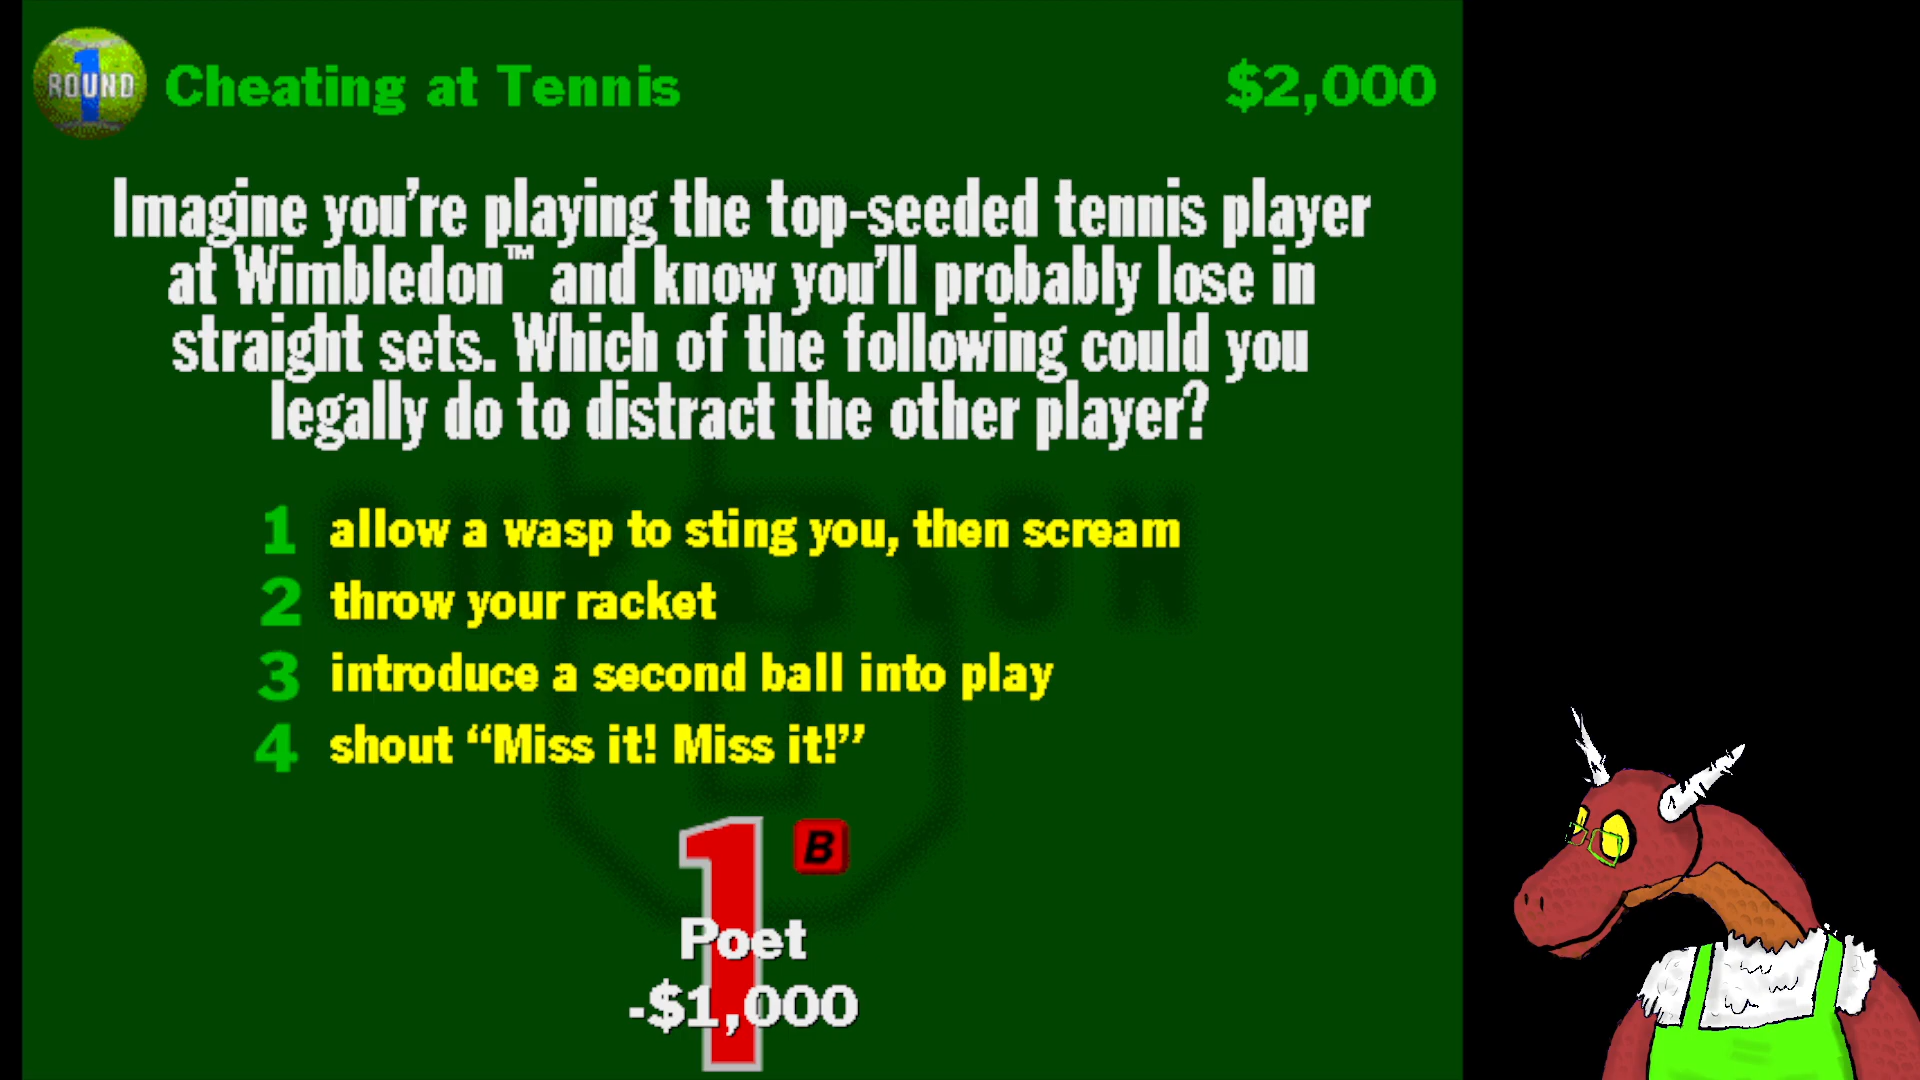 1
ROUND
Cheating at Tennis
$2,000
Imagine you're playing the top-seeded tennis player
at Wimbledon™ and know you'll probably lose in
straight sets. Which of the following could you
legally do to distract the other player?
QUESTION
1 allow a wasp to sting you, then scream
2 throw your racket
3 introduce a second ball into play
4 shout “Miss it! Miss it!”
1
B
Poet
-$1,000